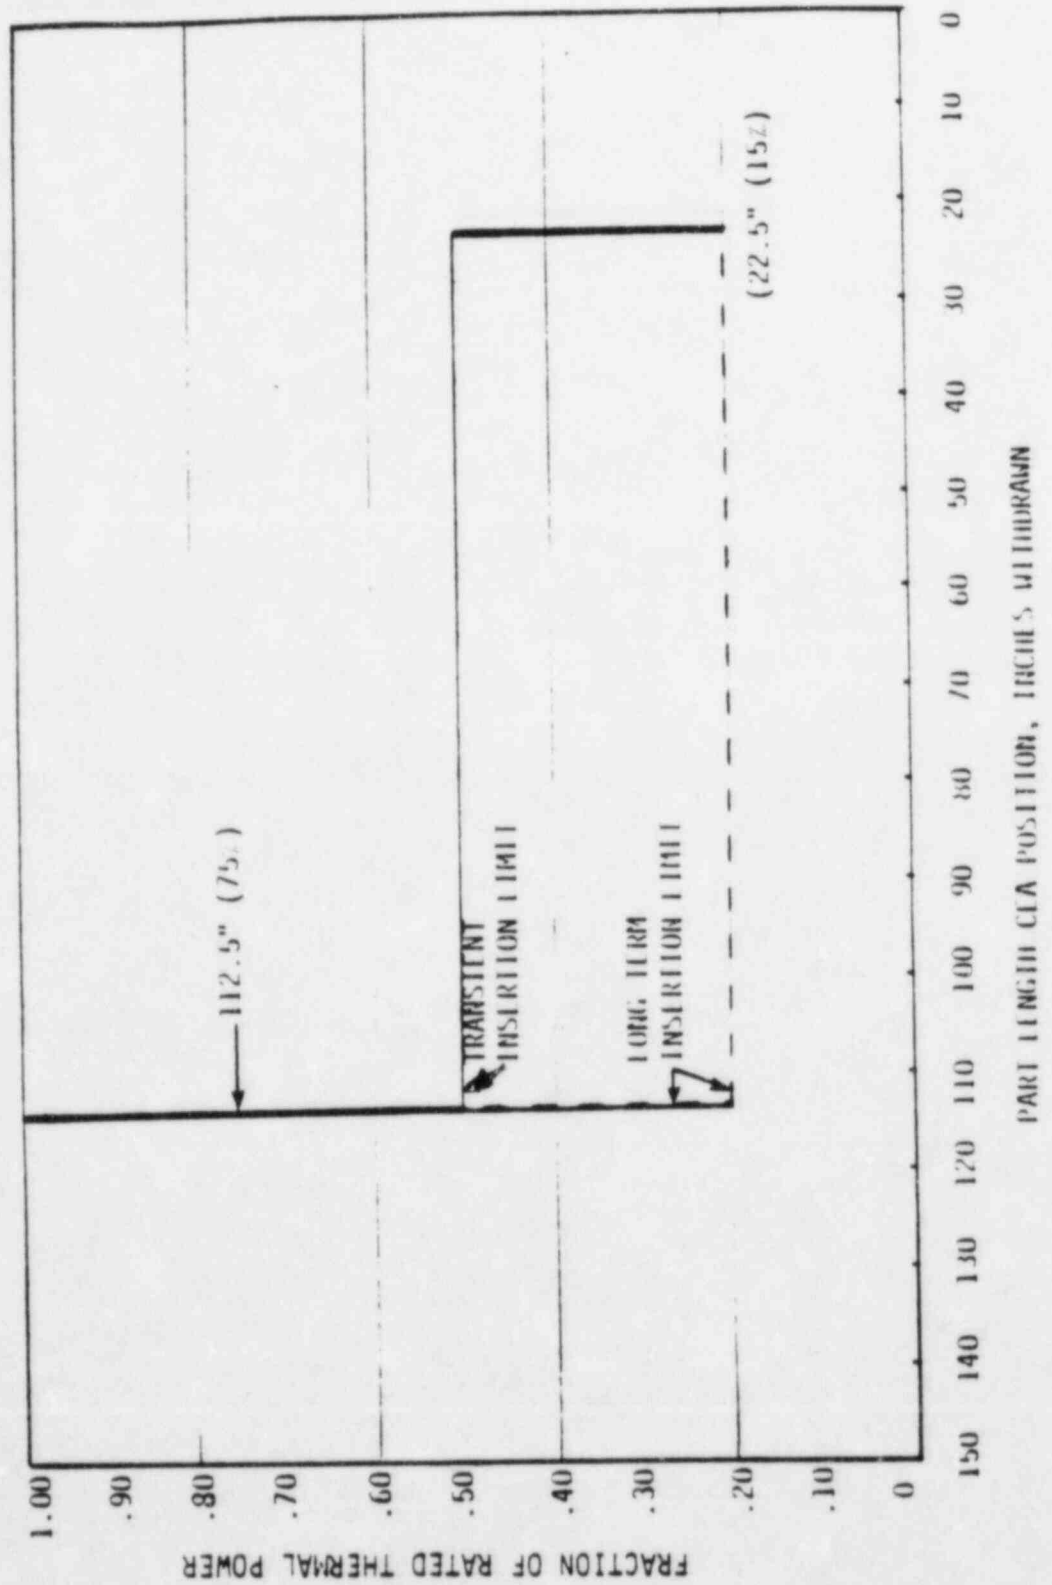 FRACTION OF RATED THERMAL POWER
1.00
.90
.80
.70
.60
.50
.40
.30
.20
.10
0
112.5" (75%)
TRANSIENT
INSERTION LIMIT
LONG TERM
INSERTION LIMIT
(22.5" (15%)
150 140 130 120 110 100 90 80 70 60 50 40 30 20 10 0
PART LENGTH CEA POSITION, INCHES WITHDRAWN